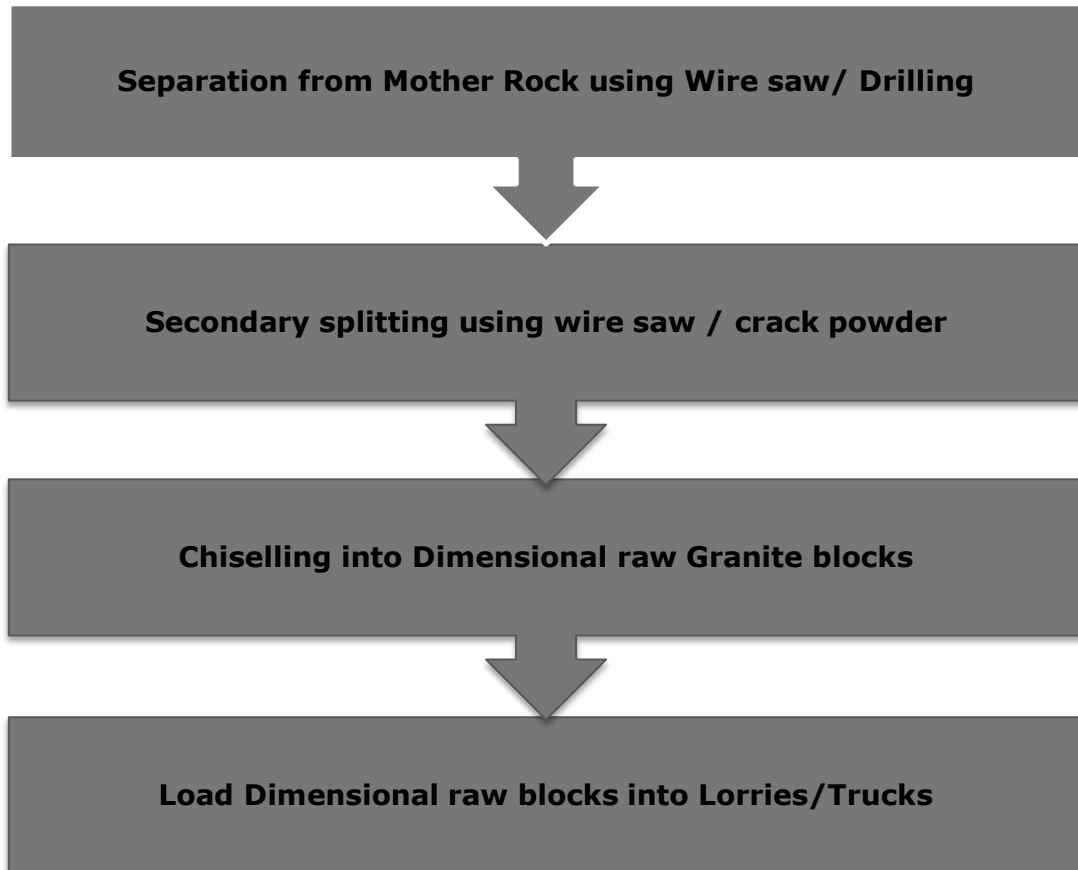 Separation from Mother Rock using Wire saw/ Drilling
Secondary splitting using wire saw / crack powder
Chiselling into Dimensional raw Granite blocks
Load Dimensional raw blocks into Lorries/Trucks